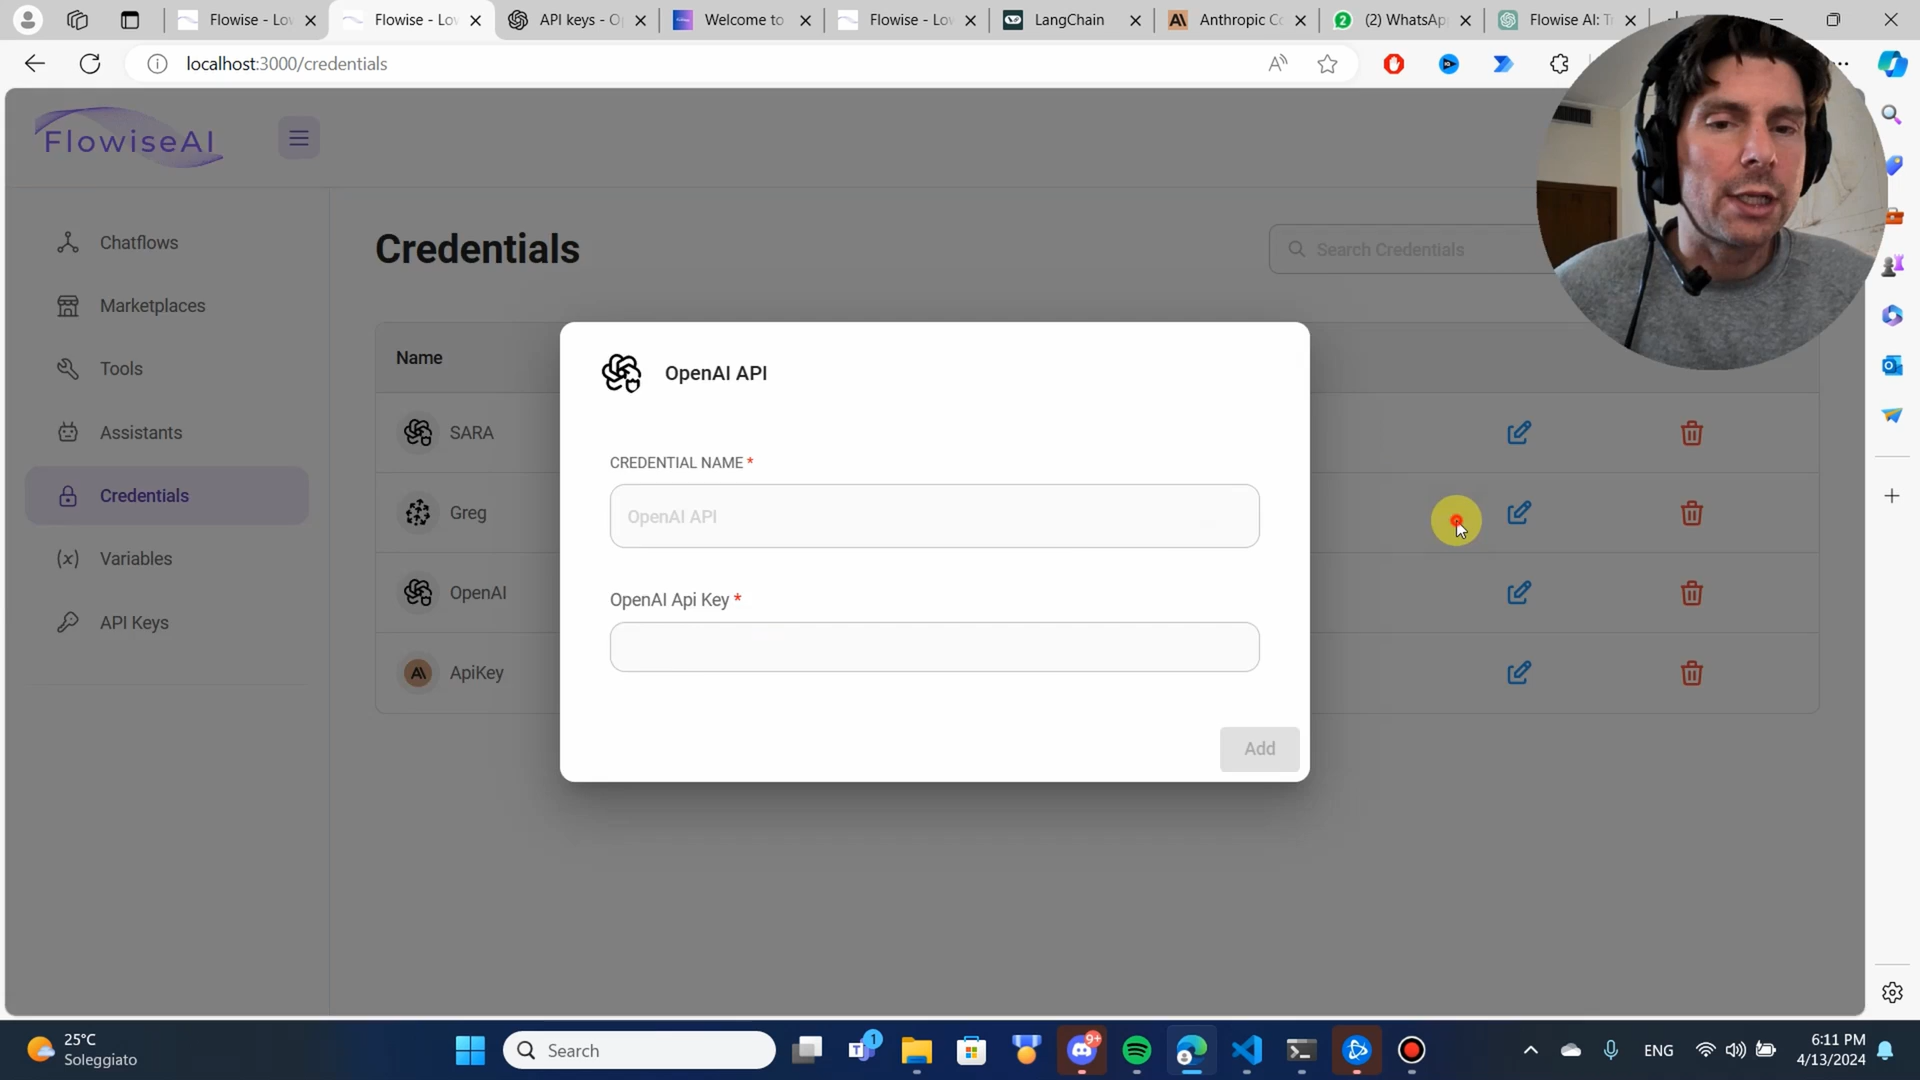 Flowise - Lo
Flowise - Lo
API keys - O
Welcome to
Flowise - Lo
LangChain
Anthropic C
(2) WhatsAp
Flowise AI: T
localhost:3000/credentials
FlowiseAI
Chatflows
Marketplaces
Tools
Assistants
Credentials
Variables
API Keys
Credentials
Search Credentials
Name
SARA
Greg
OpenAI
ApiKey
OpenAI API
CREDENTIAL NAME *
OpenAI API
OpenAI Api Key *
Add
25°C
Soleggiato
Search
1
9+
ENG
6:11 PM
4/13/2024